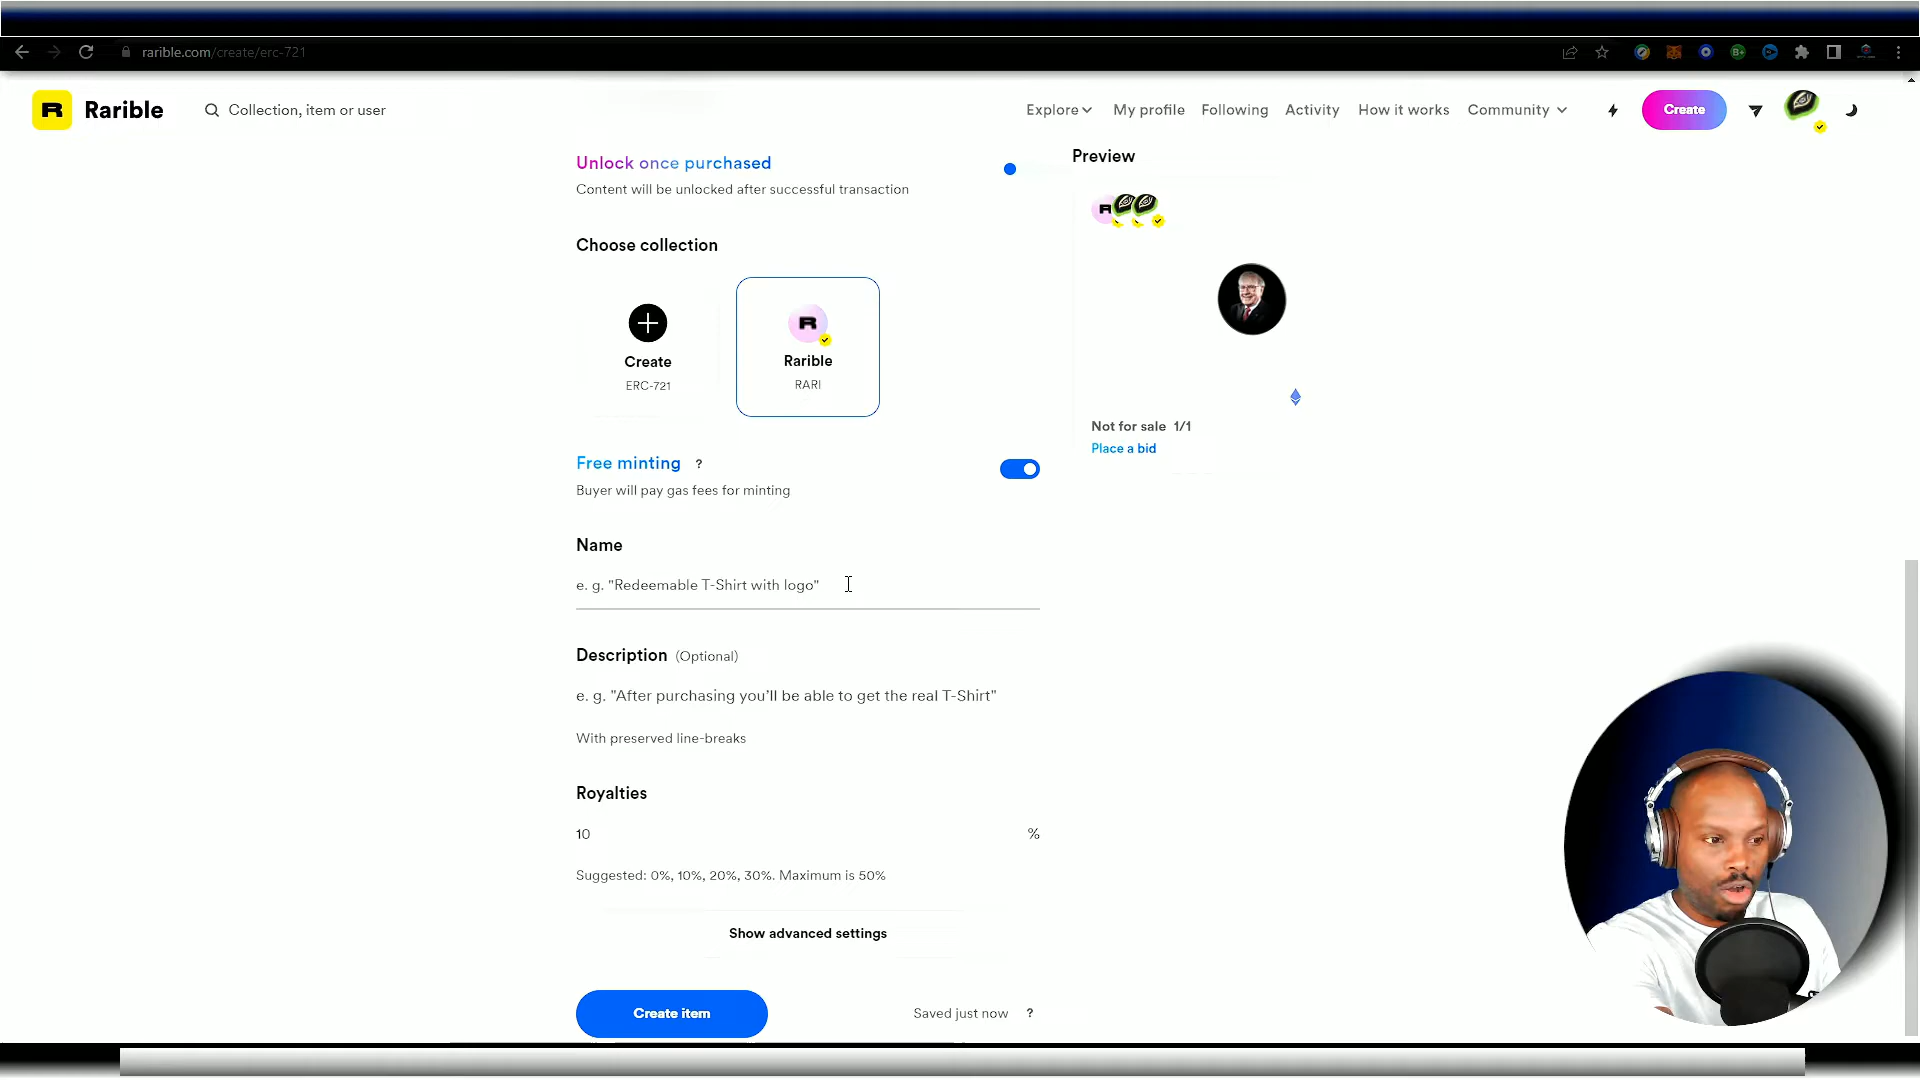 rarible.com/create/erc-721
Rarible
Collection, item or user
Explore
My profile
Following
Activity
How it works
Community
Create
Unlock once purchased
Content will be unlocked after successful transaction
Choose collection
Create
ERC-721
Rarible
RARI
Free minting ?
Buyer will pay gas fees for minting
Name
e. g. "Redeemable T-Shirt with logo"
Description (Optional)
e. g. "After purchasing you’ll be able to get the real T-Shirt"
With preserved line-breaks
Royalties
10 %
Suggested: 0%, 10%, 20%, 30%. Maximum is 50%
Show advanced settings
Create item
Saved just now ?
Preview
Not for sale 1/1
Place a bid